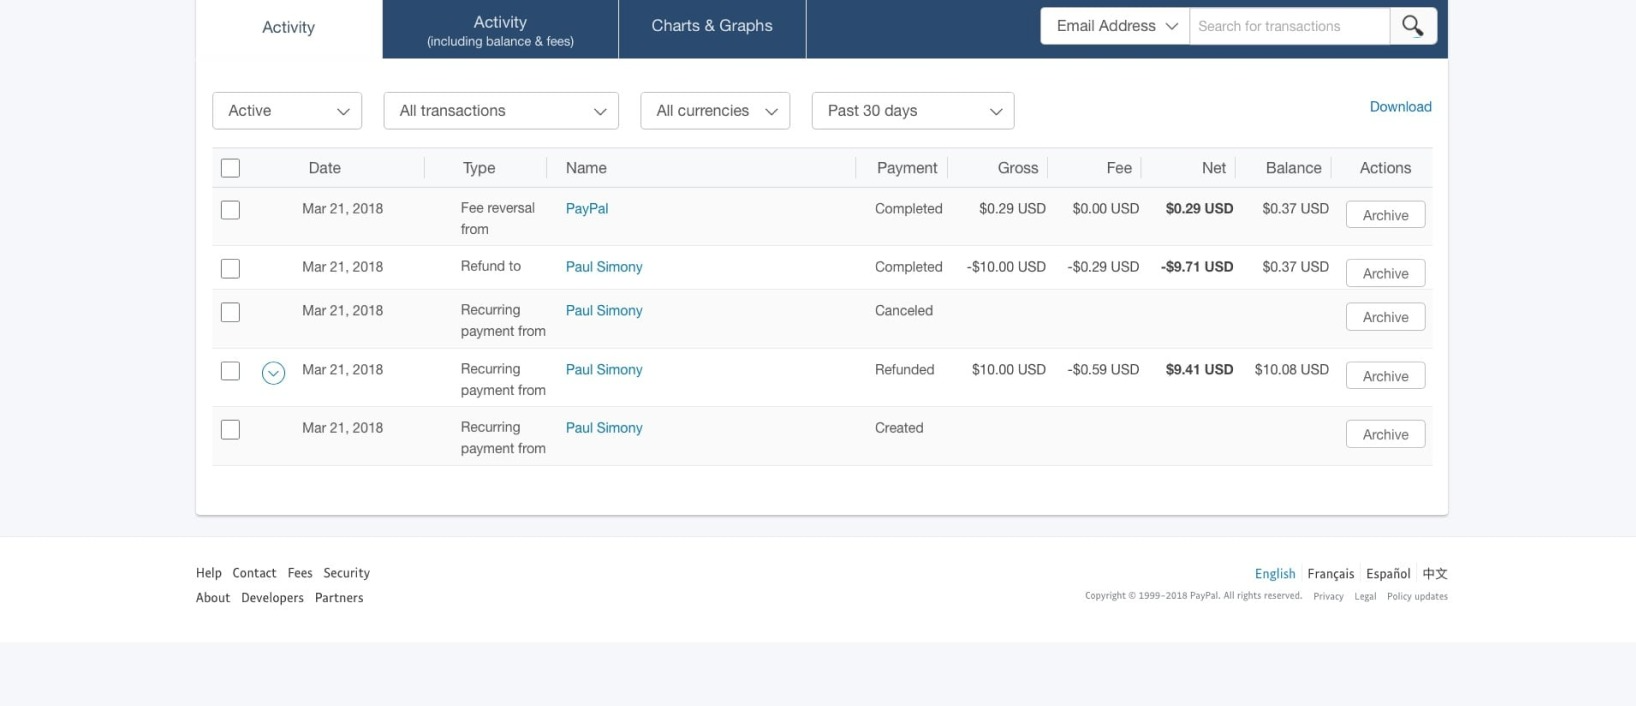 Activity
Activity
(including balance & fees)
Charts & Graphs
Email Address
Search for transactions
Active
All transactions
All currencies
Past 30 days
Download
Date Type Name Payment Gross Fee Net Balance Actions
Mar 21, 2018 Fee reversal from PayPal Completed $0.29 USD $0.00 USD $0.29 USD $0.37 USD Archive
Mar 21, 2018 Refund to Paul Simony Completed -$10.00 USD -$0.29 USD -$9.71 USD $0.37 USD Archive
Mar 21, 2018 Recurring payment from Paul Simony Canceled Archive
Mar 21, 2018 Recurring payment from Paul Simony Refunded $10.00 USD -$0.59 USD $9.41 USD $10.08 USD Archive
Mar 21, 2018 Recurring payment from Paul Simony Created Archive
Help Contact Fees Security
About Developers Partners
English Français Español 中文
Copyright © 1999-2018 PayPal. All rights reserved. Privacy Legal Policy updates